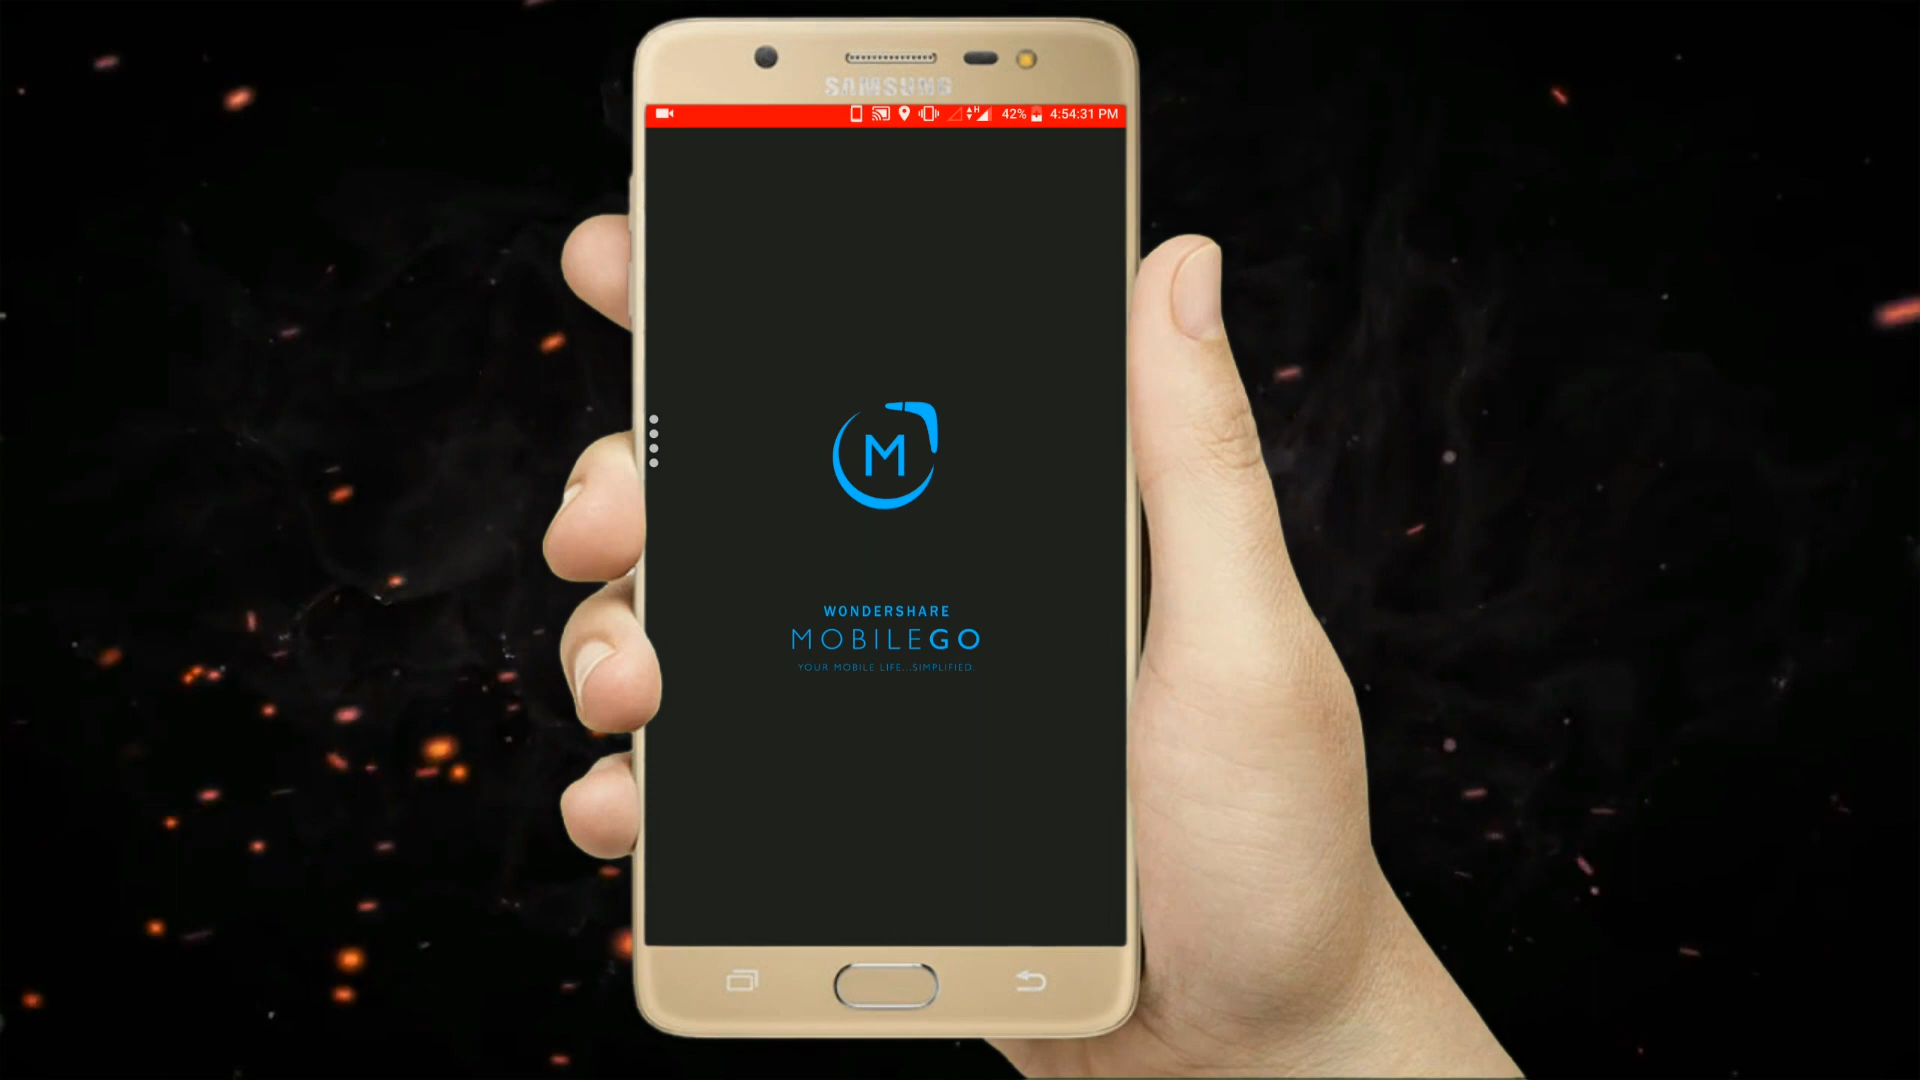 SAMSUNG
42% 4:54:31 PM
M
WONDERSHARE
MOBILEGO
YOUR MOBILE LIFE...SIMPLIFIED.